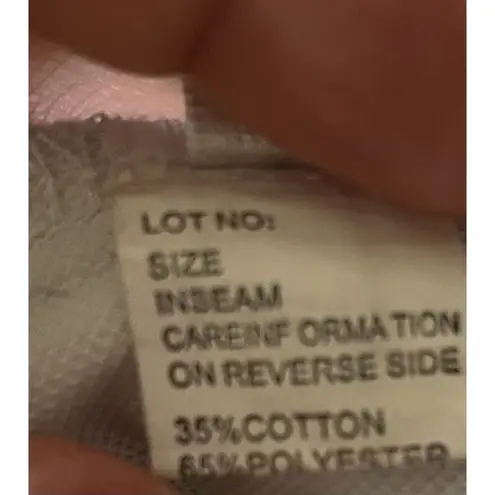 LOT NO:
SIZE
INSEAM
CAREINF ORMATION
ON REVERSE SIDE
35%COTTON
65%POLYESTER